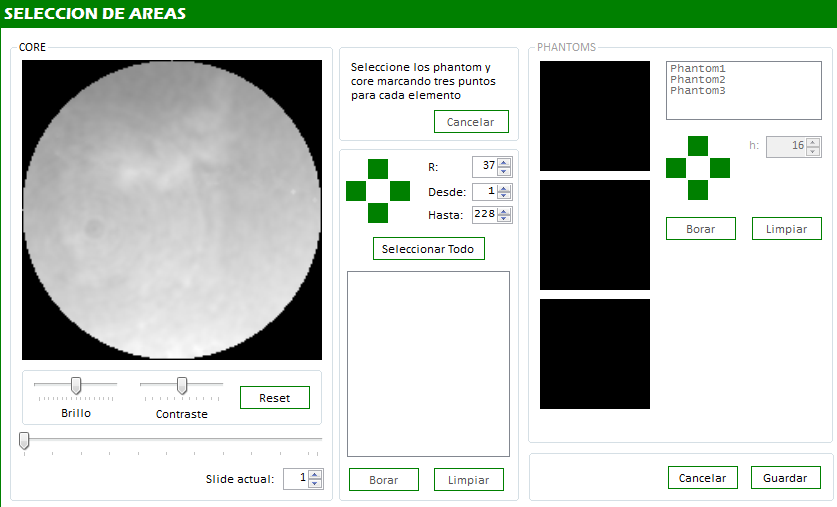 SELECCION DE AREAS
CORE
Brillo
Contraste
Reset
Slide actual:
1
Seleccione los phantom y
core marcando tres puntos
para cada elemento
Cancelar
R:
37
Desde:
1
Hasta:
228
Seleccionar Todo
Borar
Limpiar
PHANTOMS
Phantom1
Phantom2
Phantom3
h:
16
Borar
Limpiar
Cancelar
Guardar